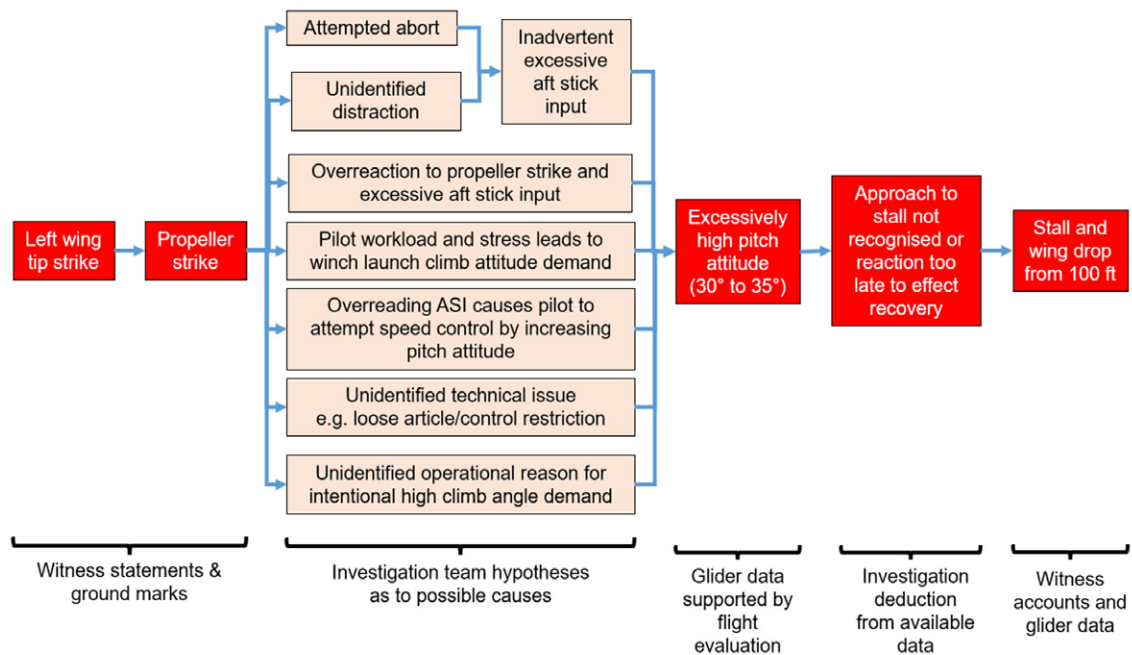 Attempted abort
Unidentified
distraction
Inadvertent
excessive
aft stick
input
Overreaction to propeller strike and
excessive aft stick input
Left wing
tip strike
Propeller
strike
Pilot workload and stress leads to
winch launch climb attitude demand
Overreading ASI causes pilot to
attempt speed control by increasing
pitch attitude
Unidentified technical issue
e.g. loose article/control restriction
Unidentified operational reason for
intentional high climb angle demand
Excessively
high pitch
attitude
(30° to 35°)
Approach to
stall not
recognised or
reaction too
late to effect
recovery
Stall and
wing drop
from 100 ft
Witness statements &
ground marks
Investigation team hypotheses
as to possible causes
Glider data
supported by
flight
evaluation
Investigation
deduction
from available
data
Witness
accounts and
glider data